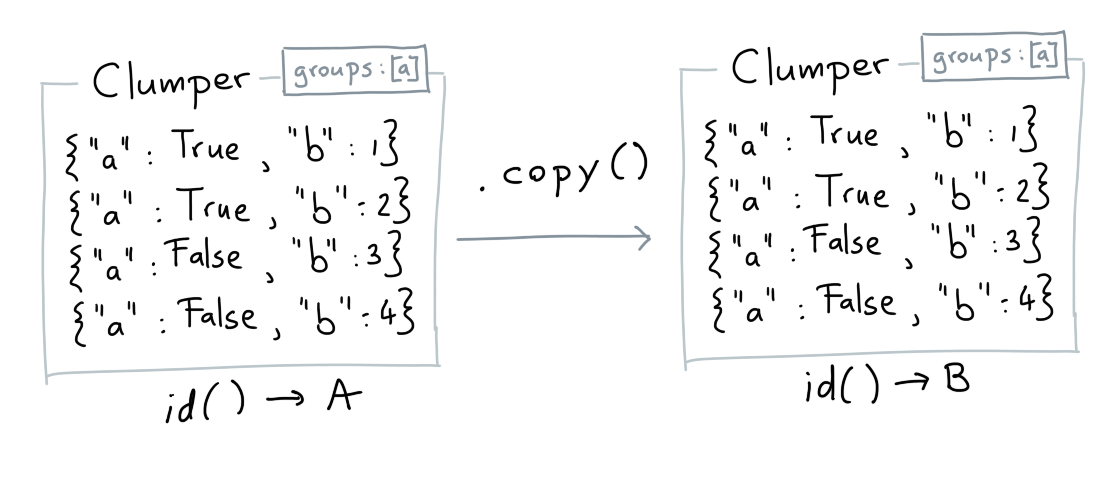 Clumper groups:[a]
{"a" : True , "b" : 1}
{"a" : True , "b" : 2}
{"a" : False , "b" : 3}
{"a" : False , "b" : 4}
id() → A
.copy()
Clumper groups:[a]
{"a" : True , "b" : 1}
{"a" : True , "b" : 2}
{"a" : False , "b" : 3}
{"a" : False , "b" : 4}
id() → B